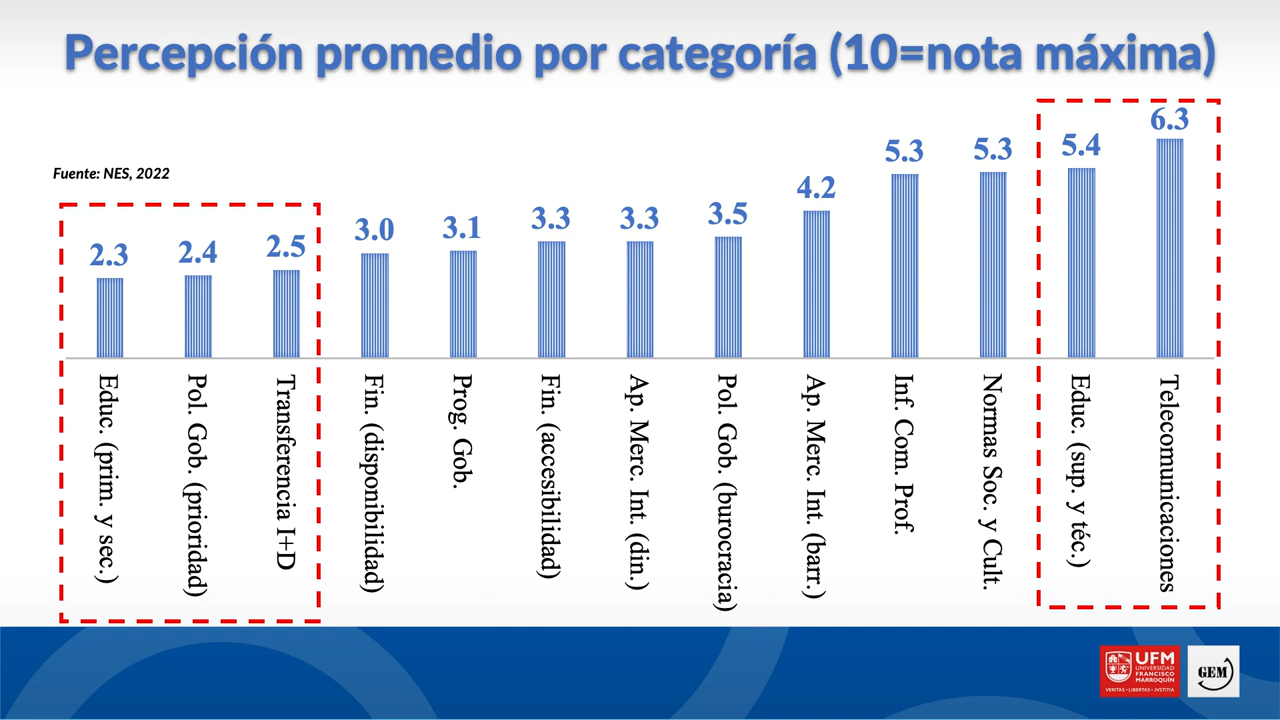 Percepción promedio por categoría (10=nota máxima)
Fuente: NES, 2022
2.3
2.4
2.5
3.0
3.1
3.3
3.3
3.5
4.2
5.3
5.3
5.4
6.3
Educ. (prim. y sec.)
Pol. Gob. (prioridad)
Transferencia I+D
Fin. (disponibilidad)
Prog. Gob.
Fin. (accesibilidad)
Ap. Merc. Int. (din.)
Pol. Gob. (burocracia)
Ap. Merc. Int. (barr.)
Inf. Com. Prof.
Normas Soc. y Cult.
Educ. (sup. y téc.)
Telecomunicaciones
UFM
UNIVERSIDAD
FRANCISCO
MARROQUÍN
VERITAS • LIBERTAS • JVSTITIA
GEM